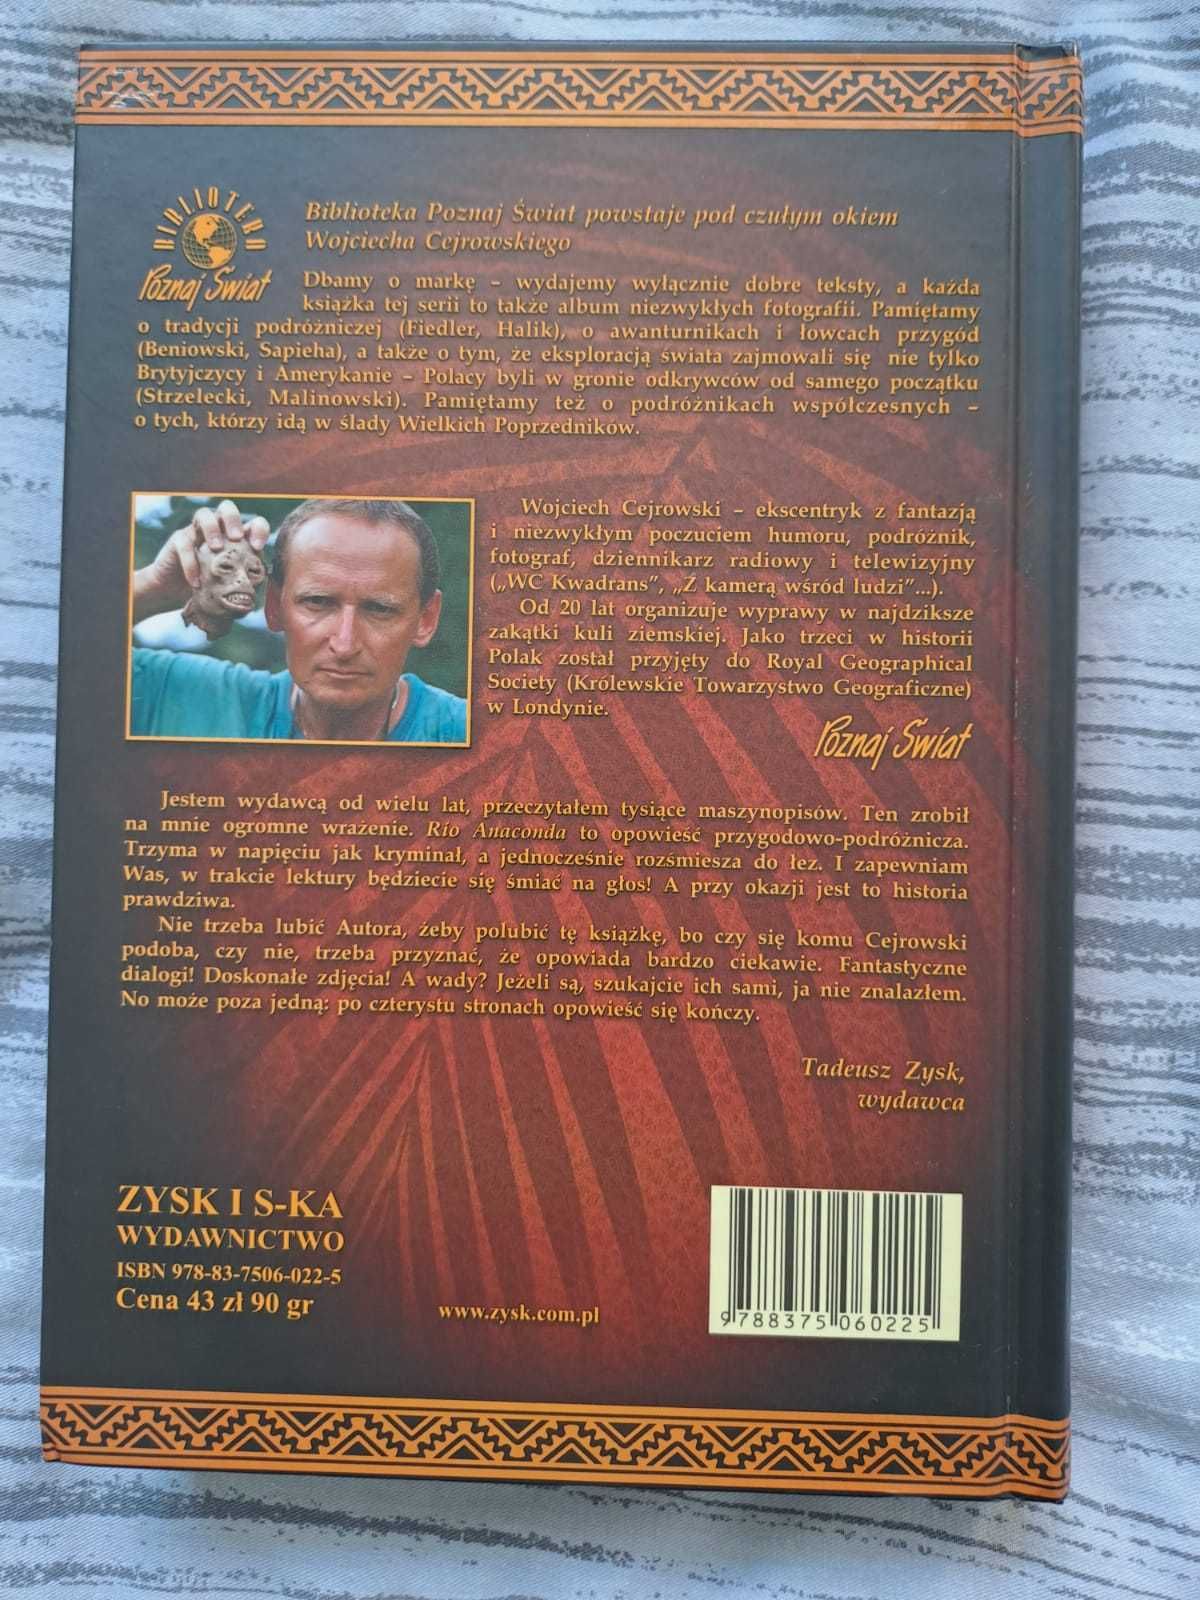 BIBLIOTEKA
Poznaj Świat
Biblioteka Poznaj Świat powstaje pod czułym okiem
Wojciecha Cejrowskiego
Dbamy o markę – wydajemy wyłącznie dobre teksty, a każda
książka tej serii to także album niezwykłych fotografii. Pamiętamy
o tradycji podróżniczej (Fiedler, Halik), o awanturnikach i łowcach przygód
(Beniowski, Sapieha), a także o tym, że eksploracją świata zajmowali się nie tylko
Brytyjczycy i Amerykanie – Polacy byli w gronie odkrywców od samego początku
(Strzelecki, Malinowski). Pamiętamy też o podróżnikach współczesnych –
o tych, którzy idą w ślady Wielkich Poprzedników.
Wojciech Cejrowski – ekscentryk z fantazją
i niezwykłym poczuciem humoru, podróżnik,
fotograf, dziennikarz radiowy i telewizyjny
(„WC Kwadrans”, „Z kamerą wśród ludzi”...).
Od 20 lat organizuje wyprawy w najdziksze
zakątki kuli ziemskiej. Jako trzeci w historii
Polak został przyjęty do Royal Geographical
Society (Królewskie Towarzystwo Geograficzne)
w Londynie.
Poznaj Świat
Jestem wydawcą od wielu lat, przeczytałem tysiące maszynopisów. Ten zrobił
na mnie ogromne wrażenie. Rio Anaconda to opowieść przygodowo-podróżnicza.
Trzyma w napięciu jak kryminał, a jednocześnie rozśmiesza do łez. I zapewniam
Was, w trakcie lektury będziecie się śmiać na głos! A przy okazji jest to historia
prawdziwa.
Nie trzeba lubić Autora, żeby polubić tę książkę, bo czy się komu Cejrowski
podoba, czy nie, trzeba przyznać, że opowiada bardzo ciekawie. Fantastyczne
dialogi! Doskonałe zdjęcia! A wady? Jeżeli są, szukajcie ich sami, ja nie znalazłem.
No może poza jedną: po czterystu stronach opowieść się kończy.
Tadeusz Zysk,
wydawca
ZYSK I S-KA
WYDAWNICTWO
ISBN 978-83-7506-022-5
Cena 43 zł 90 gr
www.zysk.com.pl
9 788375 060225